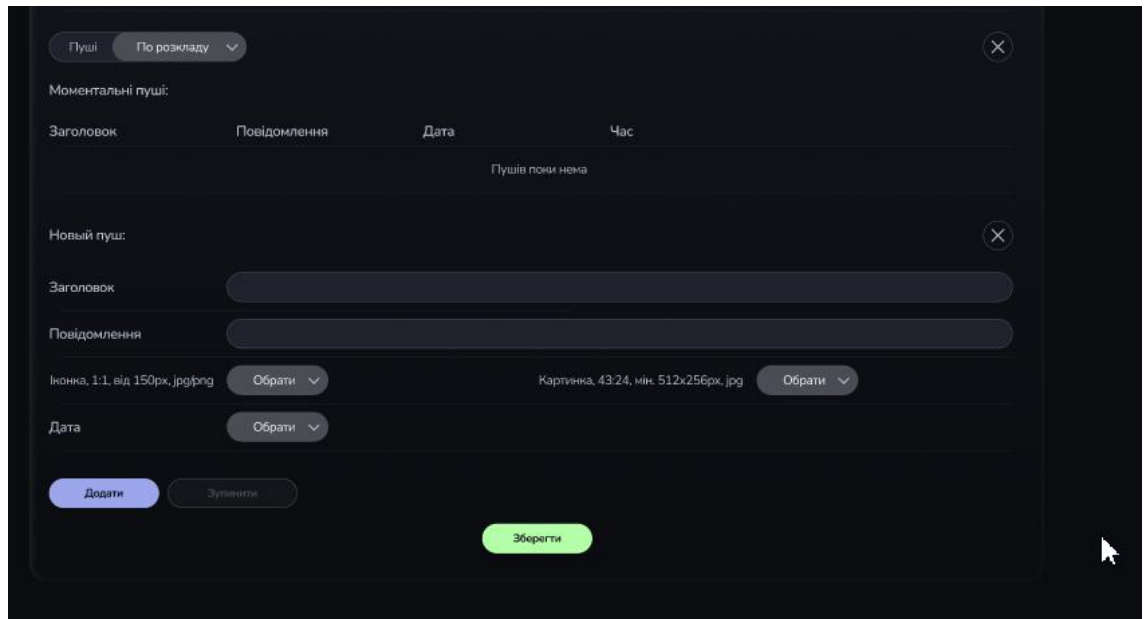 Пуші По розкладу
Моментальні пуші:
Заголовок Повідомлення Дата Час
Пушів поки нема
Новый пуш:
Заголовок
Повідомлення
Іконка, 1:1, від 150px, jpg/png Обрати Картинка, 43:24, мін. 512x256px, jpg Обрати
Дата Обрати
Додати Зупинити
Зберегти